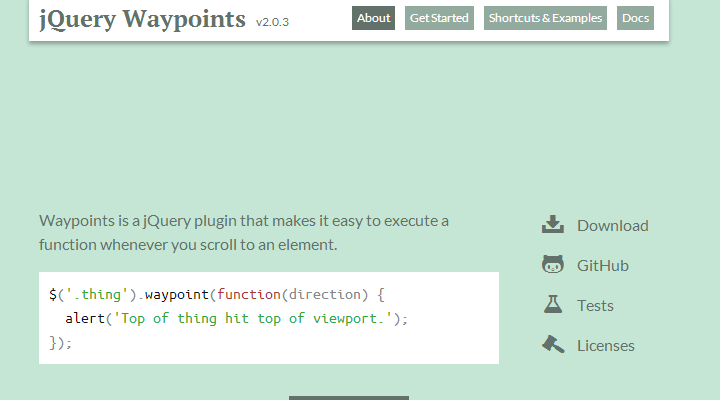 jQuery Waypoints v2.0.3
About Get Started Shortcuts & Examples Docs
Waypoints is a jQuery plugin that makes it easy to execute a
function whenever you scroll to an element.
$('.thing').waypoint(function(direction) {
  alert('Top of thing hit top of viewport.');
});
Download
GitHub
Tests
Licenses